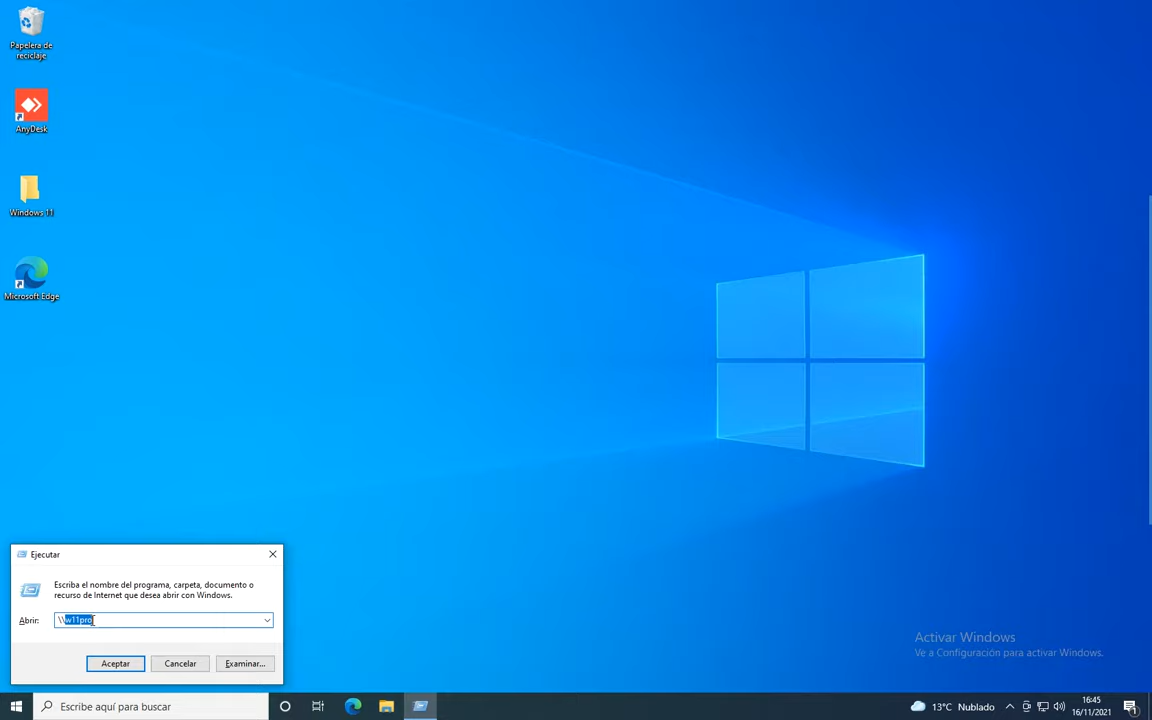 Papelera de
reciclaje
AnyDesk
Windows 11
Microsoft Edge
Ejecutar
Escriba el nombre del programa, carpeta, documento o
recurso de Internet que desea abrir con Windows.
Abrir:
\\w11pro
Aceptar
Cancelar
Examinar...
Activar Windows
Ve a Configuración para activar Windows.
Escribe aquí para buscar
13°C Nublado
16:45
16/11/2021
1